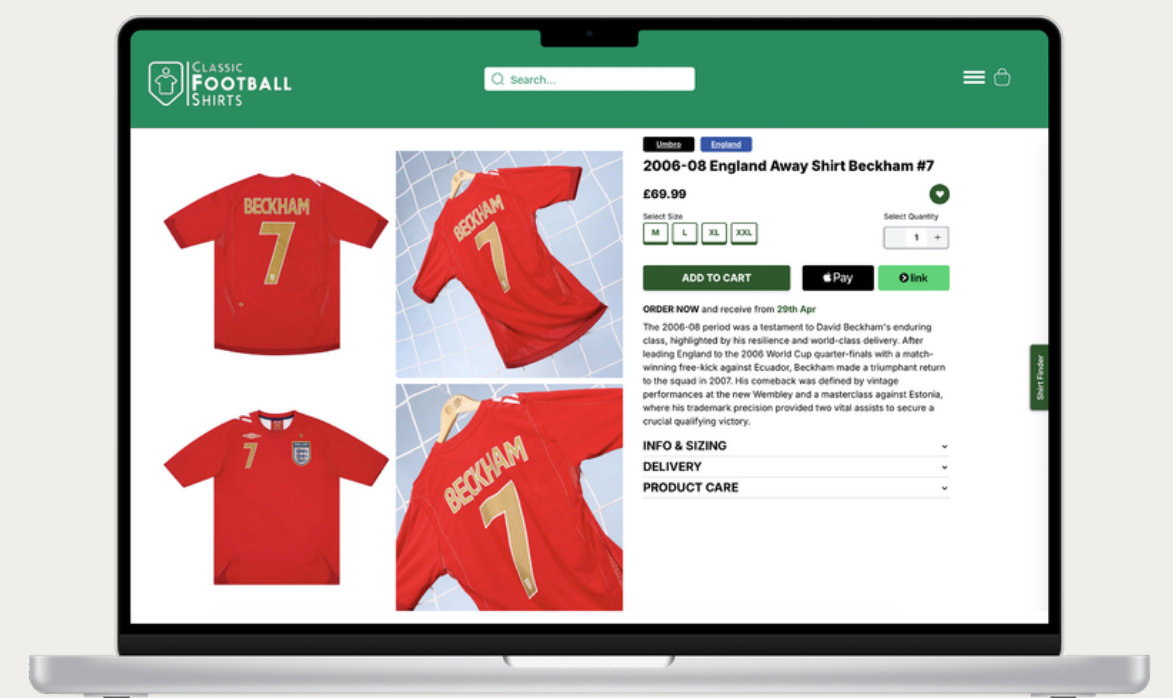 CLASSIC
FOOTBALL
SHIRTS
Search...
Umbro
England
2006-08 England Away Shirt Beckham #7
£69.99
Select Size
Select Quantity
M
L
XL
XXL
1 +
ADD TO CART
Pay
link
ORDER NOW and receive from 29th Apr
The 2006-08 period was a testament to David Beckham's enduring
class, highlighted by his resilience and world-class delivery. After
leading England to the 2006 World Cup quarter-finals with a match-
winning free-kick against Ecuador, Beckham made a triumphant return
to the squad in 2007. His comeback was defined by vintage
performances at the new Wembley and a masterclass against Estonia,
where his trademark precision provided two vital assists to secure a
crucial qualifying victory.
INFO & SIZING
DELIVERY
PRODUCT CARE
Shirt Finder
BECKHAM
7
BECKHAM
7
7
BECKHAM
7